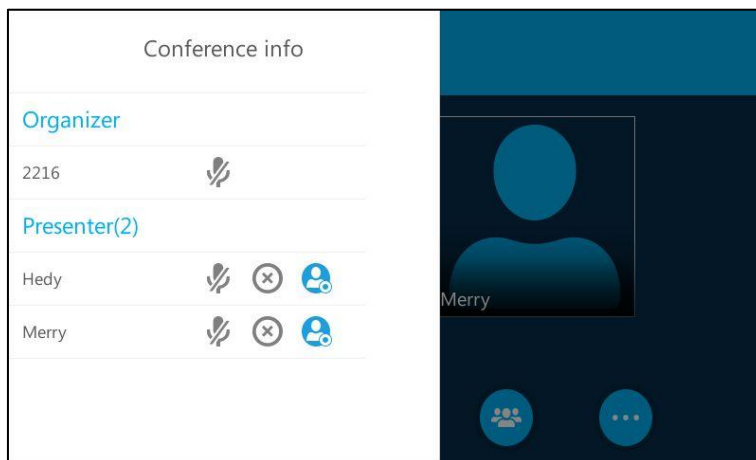 Conference info
Organizer
2216
Presenter(2)
Hedy
Merry
Merry